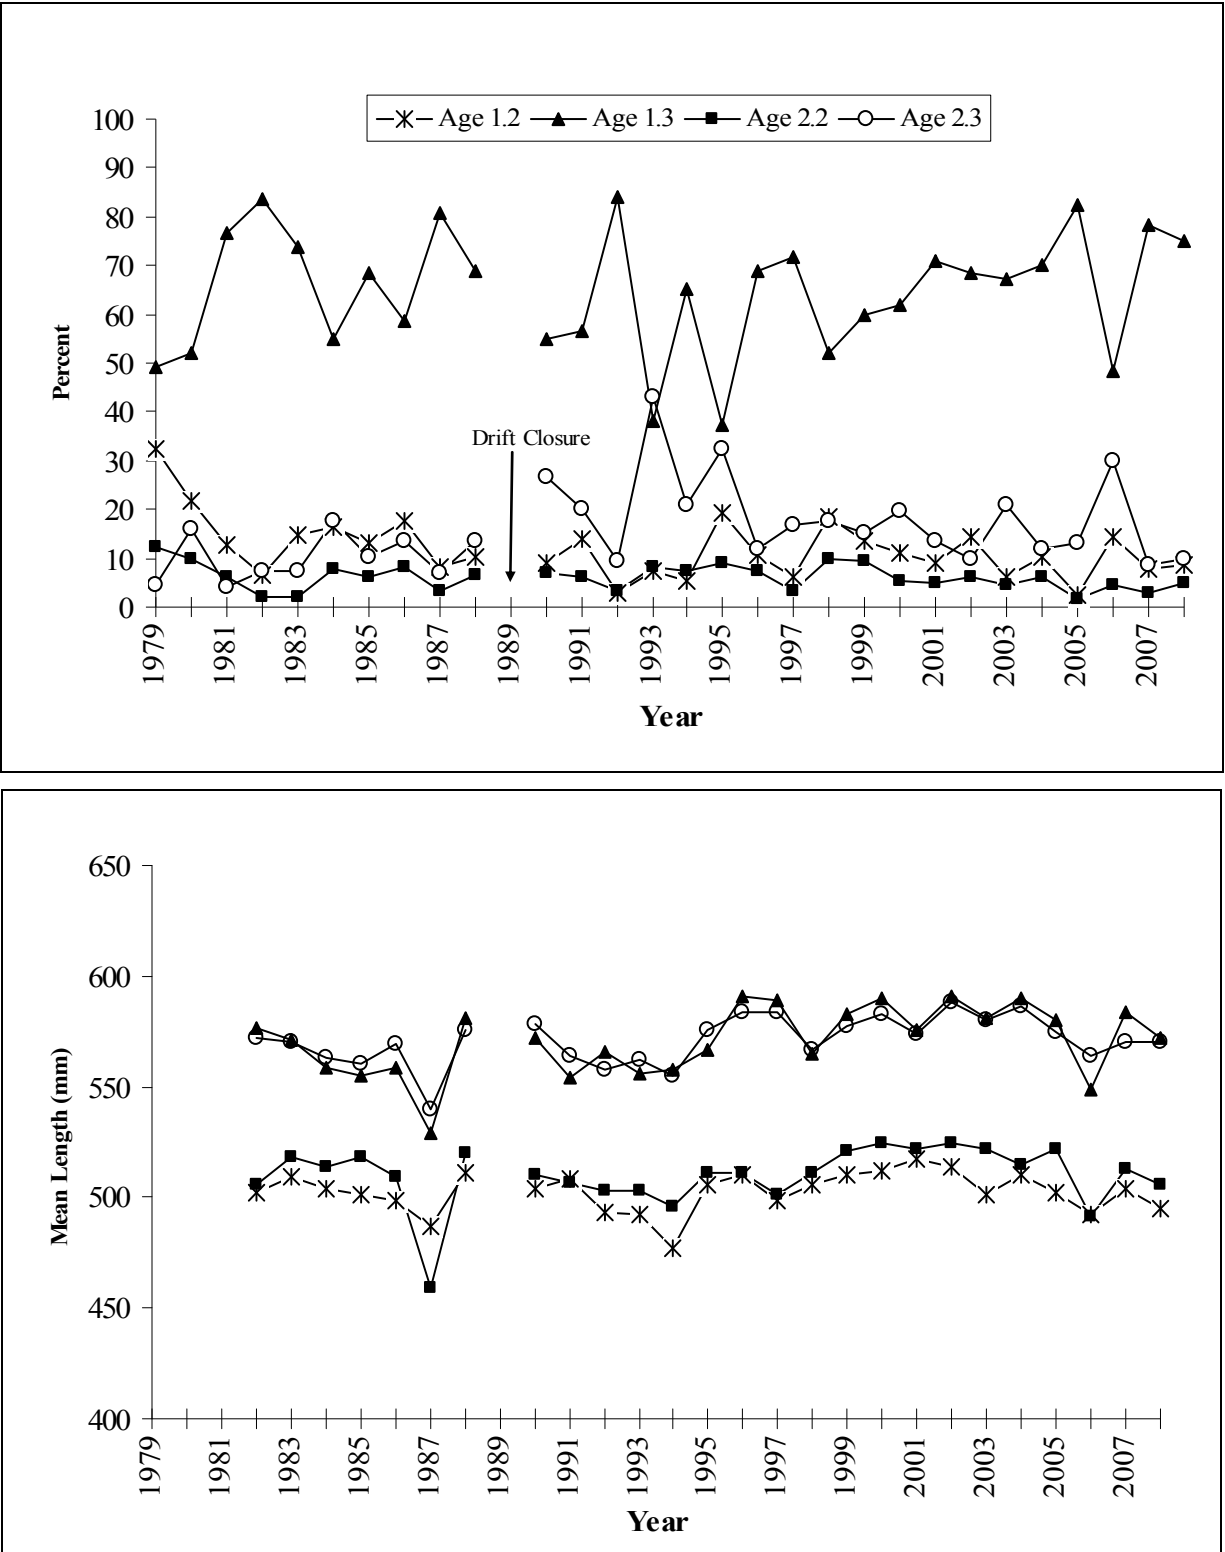 Age 1.2 Age 1.3 Age 2.2 Age 2.3
100
90
80
70
60
50
40
30
20
10
0
Percent
Drift Closure
1979 1981 1983 1985 1987 1989 1991 1993 1995 1997 1999 2001 2003 2005 2007
Year
650
600
550
500
450
400
Mean Length (mm)
1979 1981 1983 1985 1987 1989 1991 1993 1995 1997 1999 2001 2003 2005 2007
Year